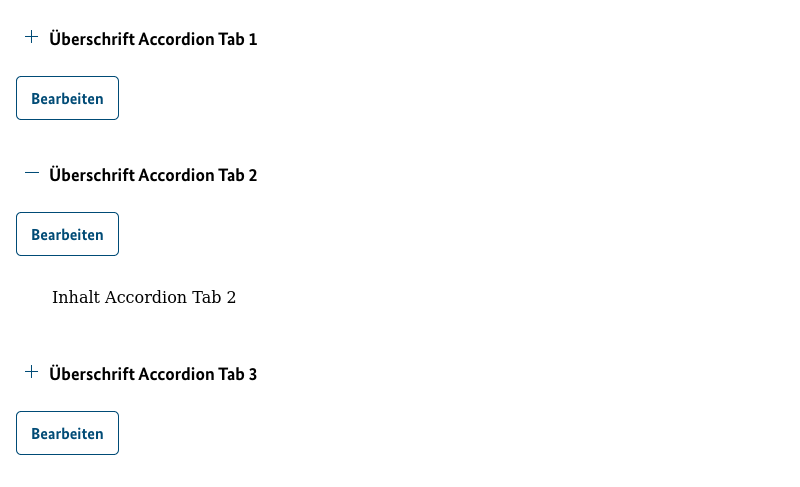 Überschrift Accordion Tab 1
Bearbeiten
Überschrift Accordion Tab 2
Bearbeiten
Inhalt Accordion Tab 2
Überschrift Accordion Tab 3
Bearbeiten